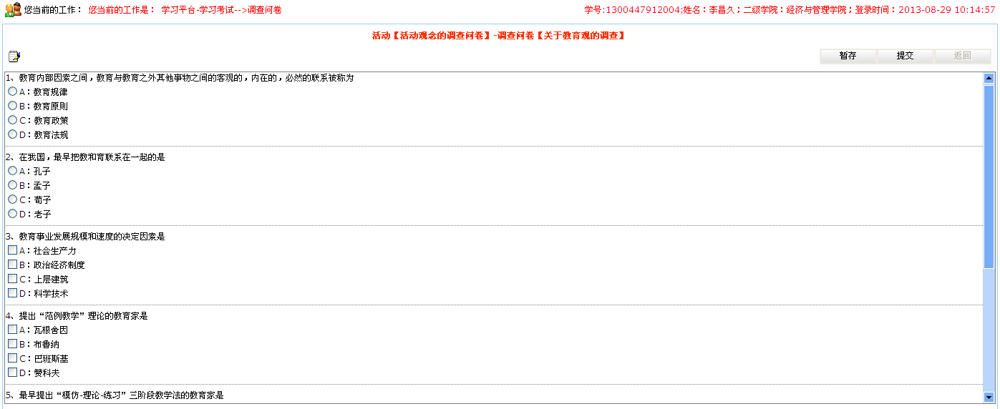 您当前的工作： 您当前的工作是： 学习平台-学习考试-->调查问卷 学号:1300447912004;姓名：李昌久；二级学院：经济与管理学院；登录时间：2013-08-29 10:14:57
活动【活动观念的调查问卷】-调查问卷【关于教育观的调查】
暂存 提交 返回
1、教育内部因素之间，教育与教育之外其他事物之间的客观的，内在的，必然的联系被称为
A：教育规律
B：教育原则
C：教育政策
D：教育法规
2、在我国，最早把教和育联系在一起的是
A：孔子
B：孟子
C：荀子
D：老子
3、教育事业发展规模和速度的决定因素是
A：社会生产力
B：政治经济制度
C：上层建筑
D：科学技术
4、提出“范例教学”理论的教育家是
A：瓦根舍因
B：布鲁纳
C：巴班斯基
D：赞科夫
5、最早提出“模仿-理论-练习”三阶段教学法的教育家是